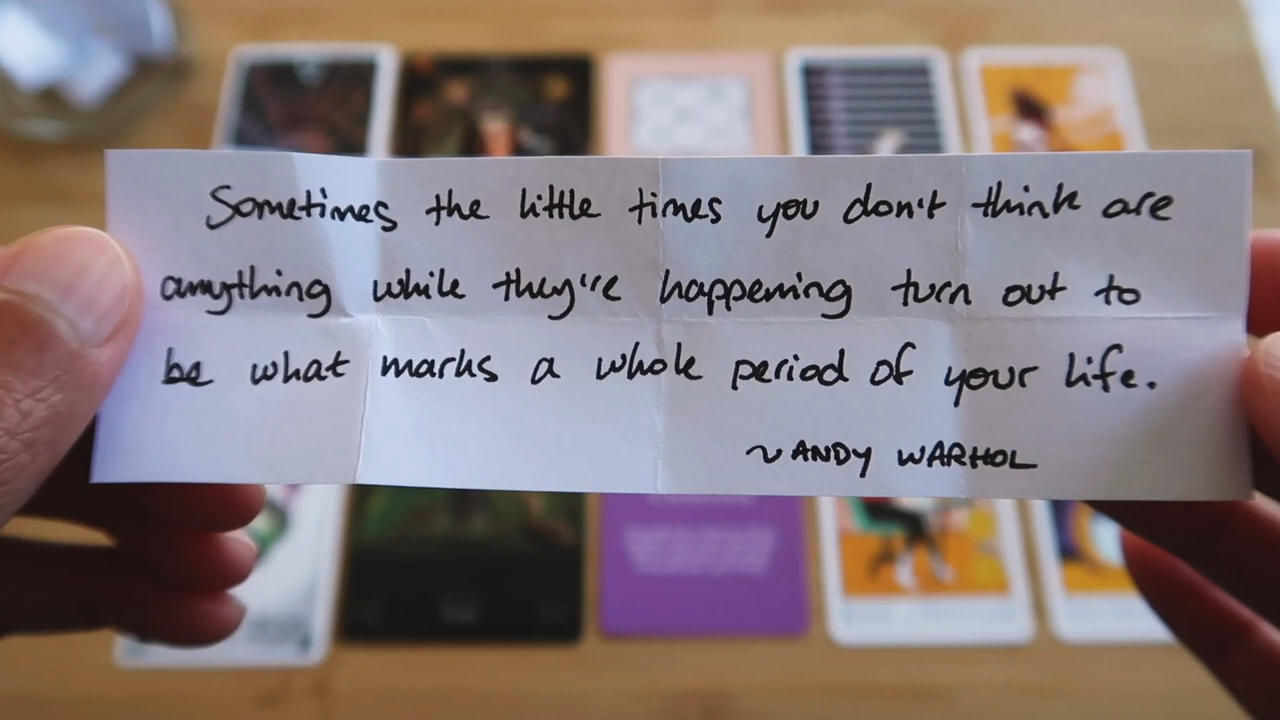 Sometimes the little times you don't think are
anything while they're happening turn out to
be what marks a whole period of your life.
~ ANDY WARHOL